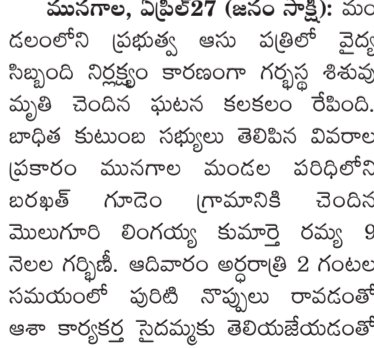 మునగాల, ఏప్రిల్27 (జనం సాక్షి): మం
డలంలోని ప్రభుత్వ ఆసు పత్రిలో వైద్య
సిబ్బంది నిర్లక్ష్యం కారణంగా గర్భస్థ శిశువు
మృతి చెందిన ఘటన కలకలం రేపింది.
బాధిత కుటుంబ సభ్యులు తెలిపిన వివరాల
ప్రకారం మునగాల మండల పరిధిలోని
బరఖత్ గూడెం గ్రామానికి చెందిన
మొలుగూరి లింగయ్య కుమార్తె రమ్య 9
నెలల గర్భిణీ. ఆదివారం అర్ధరాత్రి 2 గంటల
సమయంలో పురిటి నొప్పులు రావడంతో
ఆశా కార్యకర్త సైదమ్మకు తెలియజేయడంతో